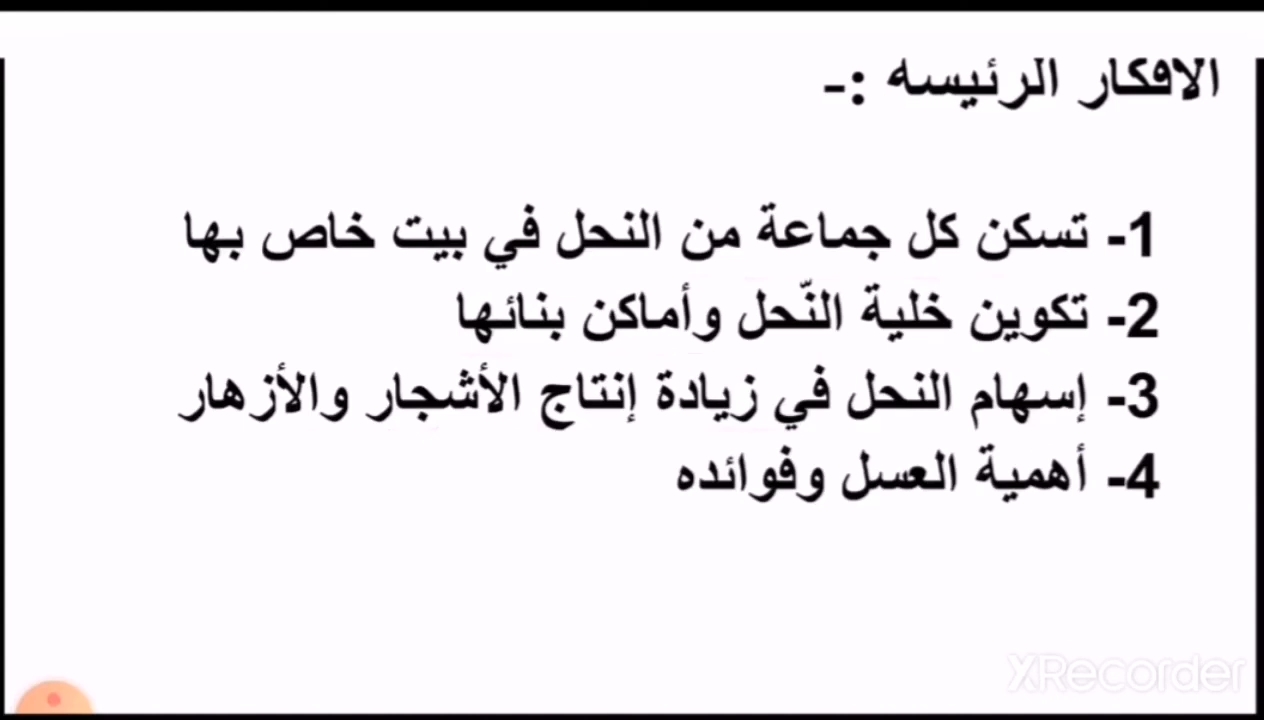 الافكار الرئيسه :-
1- تسكن كل جماعة من النحل في بيت خاص بها
2- تكوين خلية النّحل وأماكن بنائها
3- إسهام النحل في زيادة إنتاج الأشجار والأزهار
4- أهمية العسل وفوائده
XRecorder